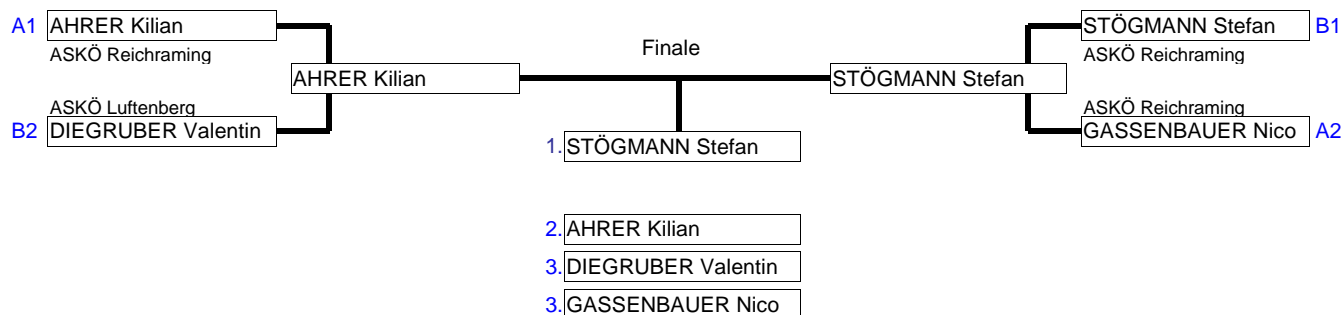 A1 AHRER Kilian
ASKÖ Reichraming
STÖGMANN Stefan B1
ASKÖ Reichraming
Finale
AHRER Kilian
STÖGMANN Stefan
ASKÖ Luftenberg
B2 DIEGRUBER Valentin
ASKÖ Reichraming
GASSENBAUER Nico A2
1. STÖGMANN Stefan
2. AHRER Kilian
3. DIEGRUBER Valentin
3. GASSENBAUER Nico